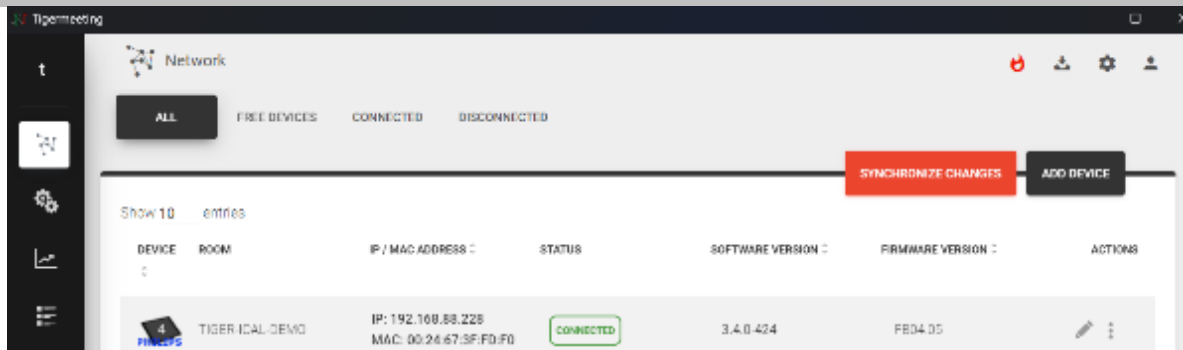 Tigermeeting
t
Network
ALL FREE DEVICES CONNECTED DISCONNECTED
SYNCHRONIZE CHANGES ADD DEVICE
Show 10 entries
DEVICE ROOM IP / MAC ADDRESS STATUS SOFTWARE VERSION FIRMWARE VERSION ACTIONS
4 PHILIPS TIGER-ICAL-DEMO IP: 192.168.88.228 CONNECTED 3.4.0-424 FB04.05
MAC: 00:24:67:3F:FD:F0